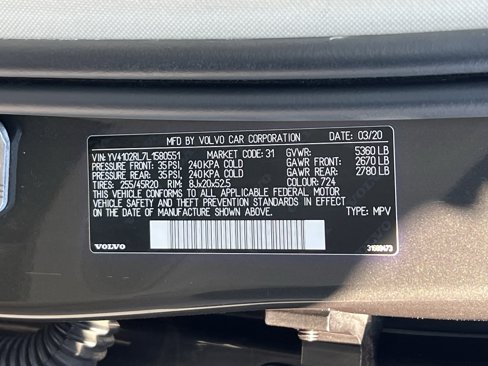 MFD BY VOLVO CAR CORPORATION DATE: 03/20
VIN: YV4102RL7L1580551 MARKET CODE: 31 GVWR: 5360 LB
PRESSURE FRONT: 35 PSI, 240 KPA COLD GAWR FRONT: 2670 LB
PRESSURE REAR: 35 PSI, 240 KPA COLD GAWR REAR: 2780 LB
TIRES: 255/45R20 RIM: 8Jx20x52.5 COLOUR: 724
THIS VEHICLE CONFORMS TO ALL APPLICABLE FEDERAL MOTOR
VEHICLE SAFETY AND THEFT PREVENTION STANDARDS IN EFFECT
ON THE DATE OF MANUFACTURE SHOWN ABOVE. TYPE: MPV
VOLVO 31669473